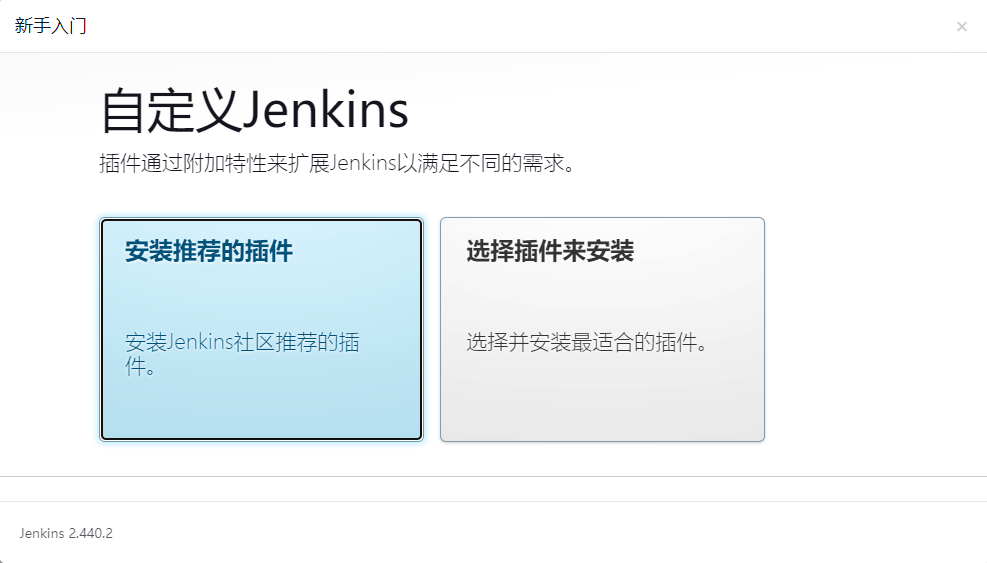 新手入门
×
自定义Jenkins
插件通过附加特性来扩展Jenkins以满足不同的需求。
安装推荐的插件
安装Jenkins社区推荐的插
件。
选择插件来安装
选择并安装最适合的插件。
Jenkins 2.440.2